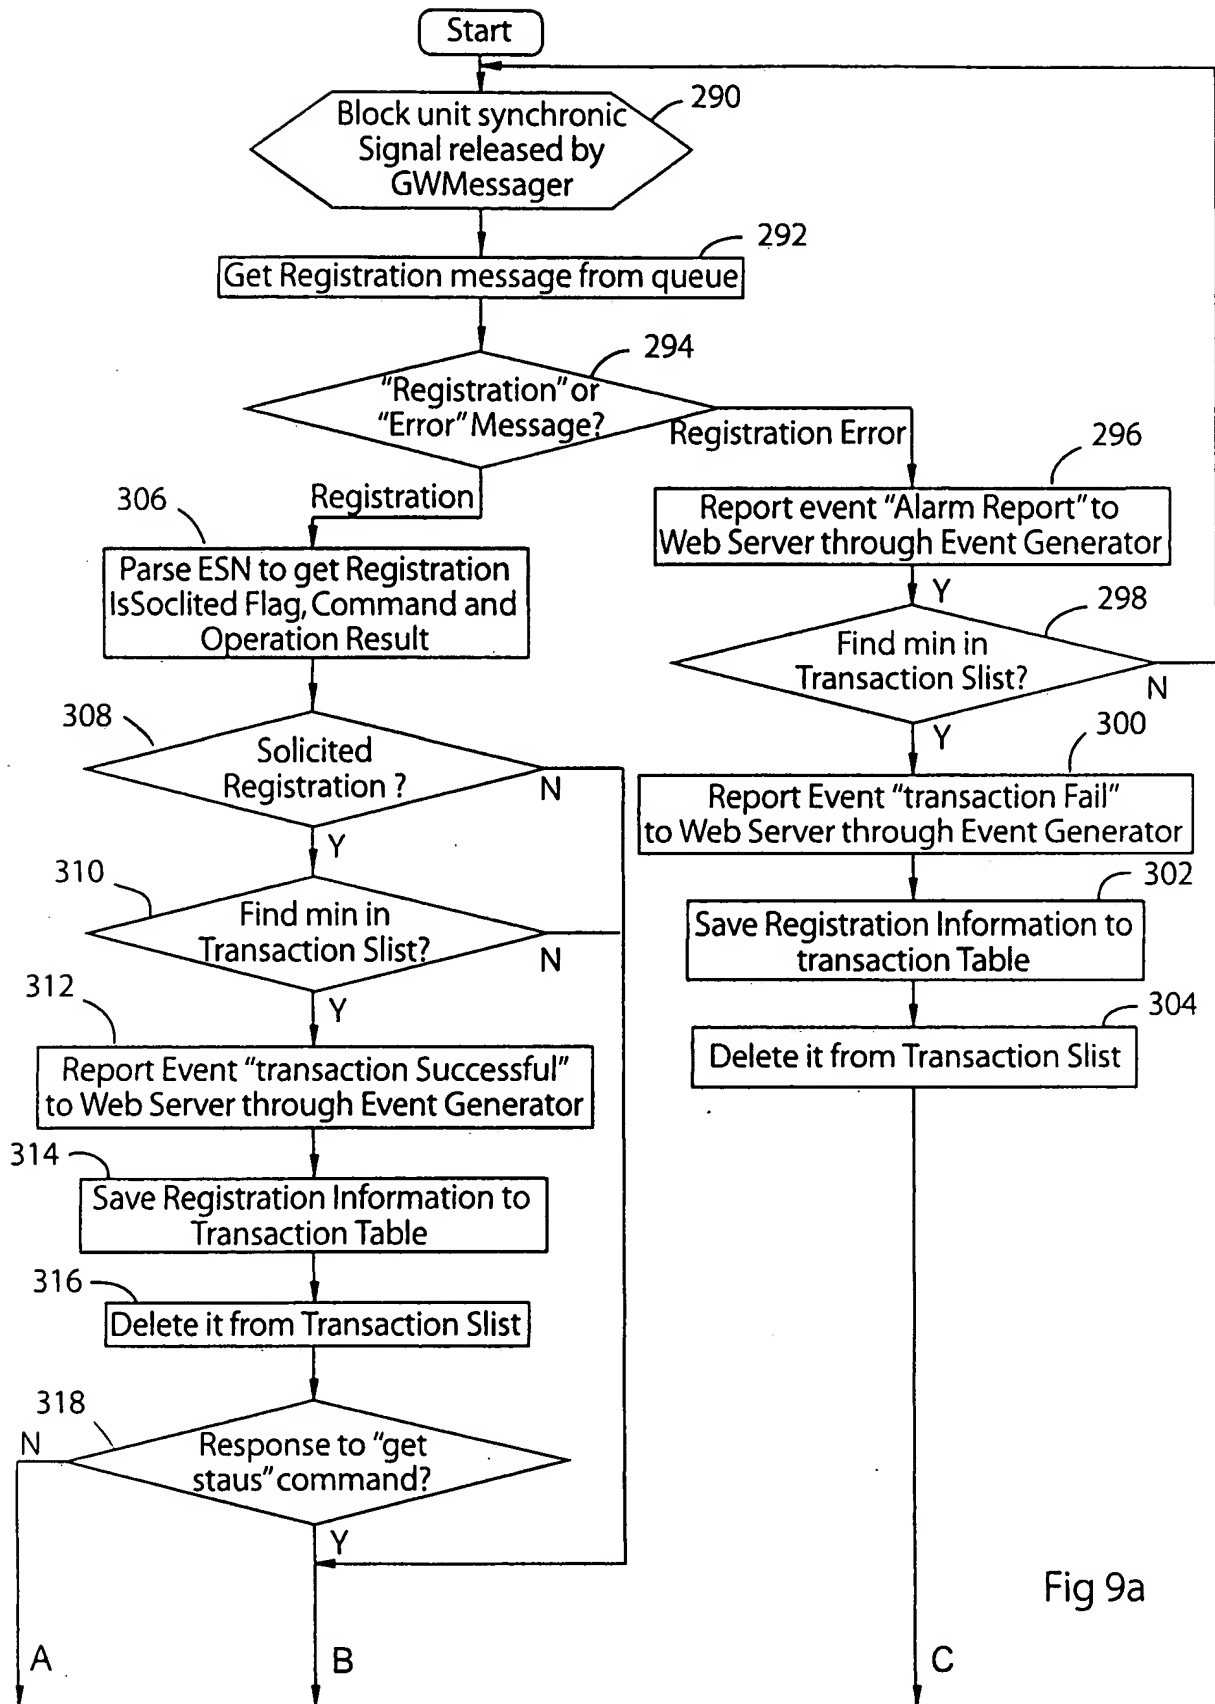 Start
290
Block unit synchronic
Signal released by
GWMessager
292
Get Registration message from queue
294
“Registration” or
“Error” Message?
Registration Error
Registration
296
Report event “Alarm Report” to
Web Server through Event Generator
Y
298
Find min in
Transaction Slist?
N
Y
300
Report Event “transaction Fail”
to Web Server through Event Generator
302
Save Registration Information to
transaction Table
304
Delete it from Transaction Slist
306
Parse ESN to get Registration
IsSoclited Flag, Command and
Operation Result
308
Solicited
Registration ?
N
Y
310
Find min in
Transaction Slist?
N
Y
312
Report Event “transaction Successful”
to Web Server through Event Generator
314
Save Registration Information to
Transaction Table
316
Delete it from Transaction Slist
318
N
Response to “get
staus” command?
Y
A
B
C
Fig 9a